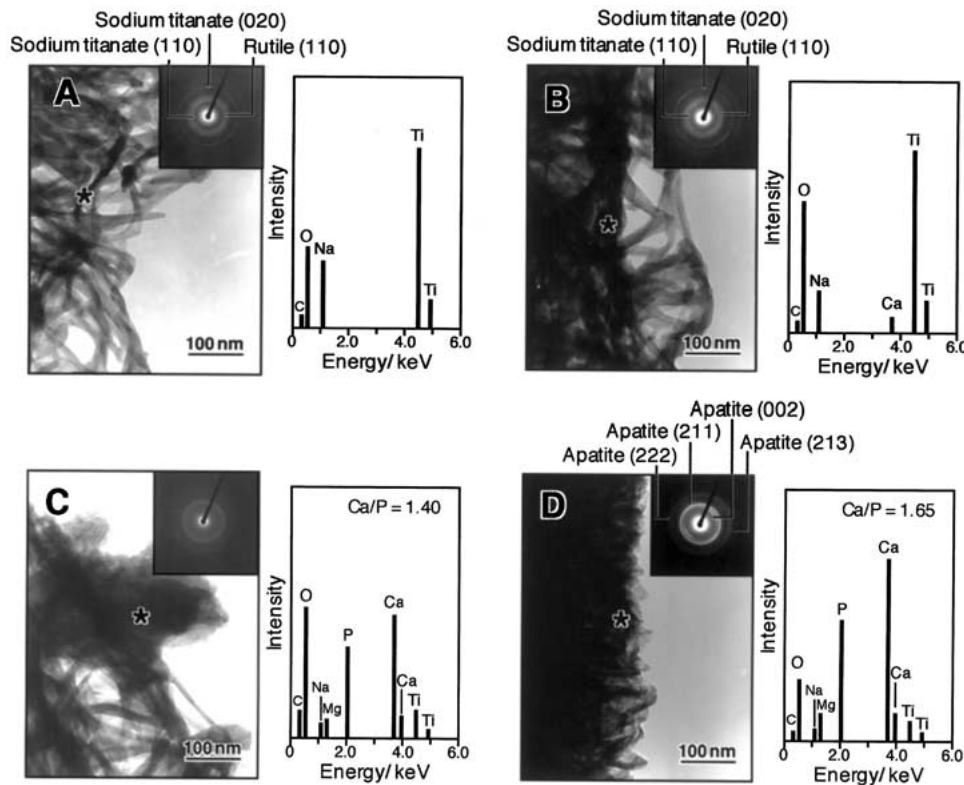 Sodium titanate (020)
Sodium titanate (110) Rutile (110)
A
*
100 nm
Intensity
C
O
Na
Ti
Ti
0 2.0 4.0 6.0
Energy/ keV
Sodium titanate (020)
Sodium titanate (110) Rutile (110)
B
*
100 nm
Intensity
C
O
Na
Ca
Ti
Ti
0 2.0 4.0 6.0
Energy/ keV
C
*
100 nm
Ca/P = 1.40
Intensity
C
O
Na
Mg
P
Ca
Ca
Ti
Ti
0 2.0 4.0 6.0
Energy/ keV
Apatite (002)
Apatite (211) Apatite (213)
Apatite (222)
D
*
100 nm
Ca/P = 1.65
Intensity
C
O
Na
Mg
P
Ca
Ca
Ti
Ti
0 2.0 4.0 6.0
Energy/ keV